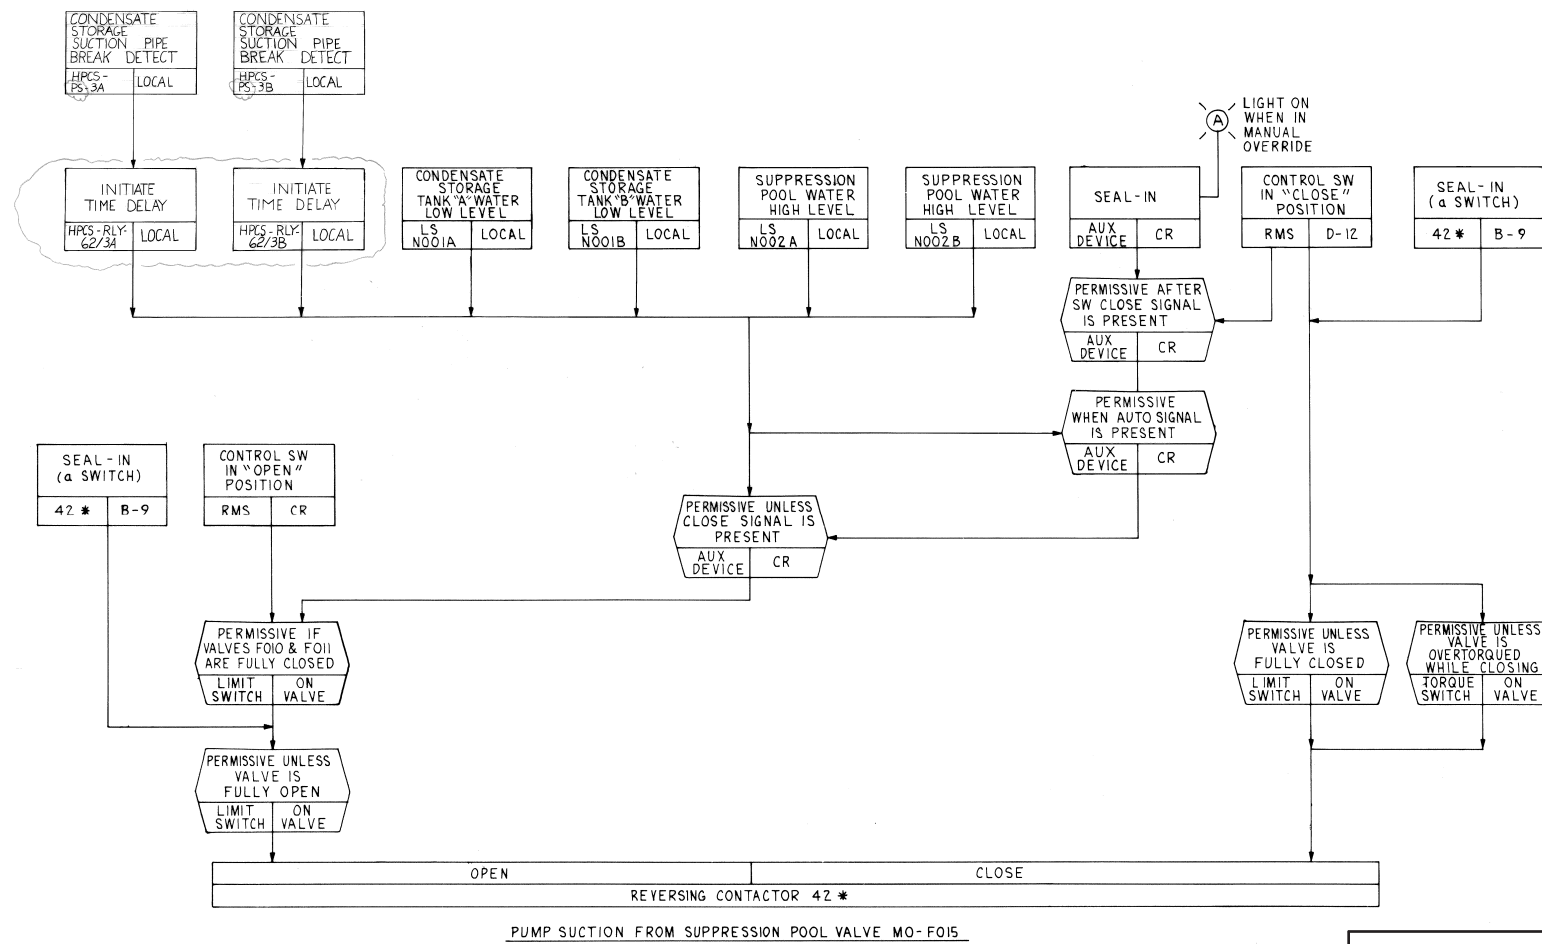 CONDENSATE
STORAGE
SUCTION PIPE
BREAK DETECT
HPCS-
PS-3A
LOCAL
CONDENSATE
STORAGE
SUCTION PIPE
BREAK DETECT
HPCS-
PS-3B
LOCAL
A
LIGHT ON
WHEN IN
MANUAL
OVERRIDE
INITIATE
TIME DELAY
HPCS-RLY-
62/3A
LOCAL
INITIATE
TIME DELAY
HPCS-RLY-
62/3B
LOCAL
CONDENSATE
STORAGE
TANK "A" WATER
LOW LEVEL
LS
N001A
LOCAL
CONDENSATE
STORAGE
TANK "B" WATER
LOW LEVEL
LS
N001B
LOCAL
SUPPRESSION
POOL WATER
HIGH LEVEL
LS
N002A
LOCAL
SUPPRESSION
POOL WATER
HIGH LEVEL
LS
N002B
LOCAL
SEAL-IN
AUX
DEVICE
CR
CONTROL SW
IN "CLOSE"
POSITION
RMS
D-12
SEAL-IN
(a SWITCH)
42 *
B-9
PERMISSIVE AFTER
SW CLOSE SIGNAL
IS PRESENT
AUX
DEVICE
CR
PERMISSIVE
WHEN AUTO SIGNAL
IS PRESENT
AUX
DEVICE
CR
SEAL-IN
(a SWITCH)
42 *
B-9
CONTROL SW
IN "OPEN"
POSITION
RMS
CR
PERMISSIVE UNLESS
CLOSE SIGNAL IS
PRESENT
AUX
DEVICE
CR
PERMISSIVE IF
VALVES F010 & F011
ARE FULLY CLOSED
LIMIT
SWITCH
ON
VALVE
PERMISSIVE UNLESS
VALVE IS
FULLY CLOSED
LIMIT
SWITCH
ON
VALVE
PERMISSIVE UNLESS
VALVE IS
OVERTORQUED
WHILE CLOSING
TORQUE
SWITCH
ON
VALVE
PERMISSIVE UNLESS
VALVE IS
FULLY OPEN
LIMIT
SWITCH
ON
VALVE
OPEN
CLOSE
REVERSING CONTACTOR 42 *
PUMP SUCTION FROM SUPPRESSION POOL VALVE MO-F015